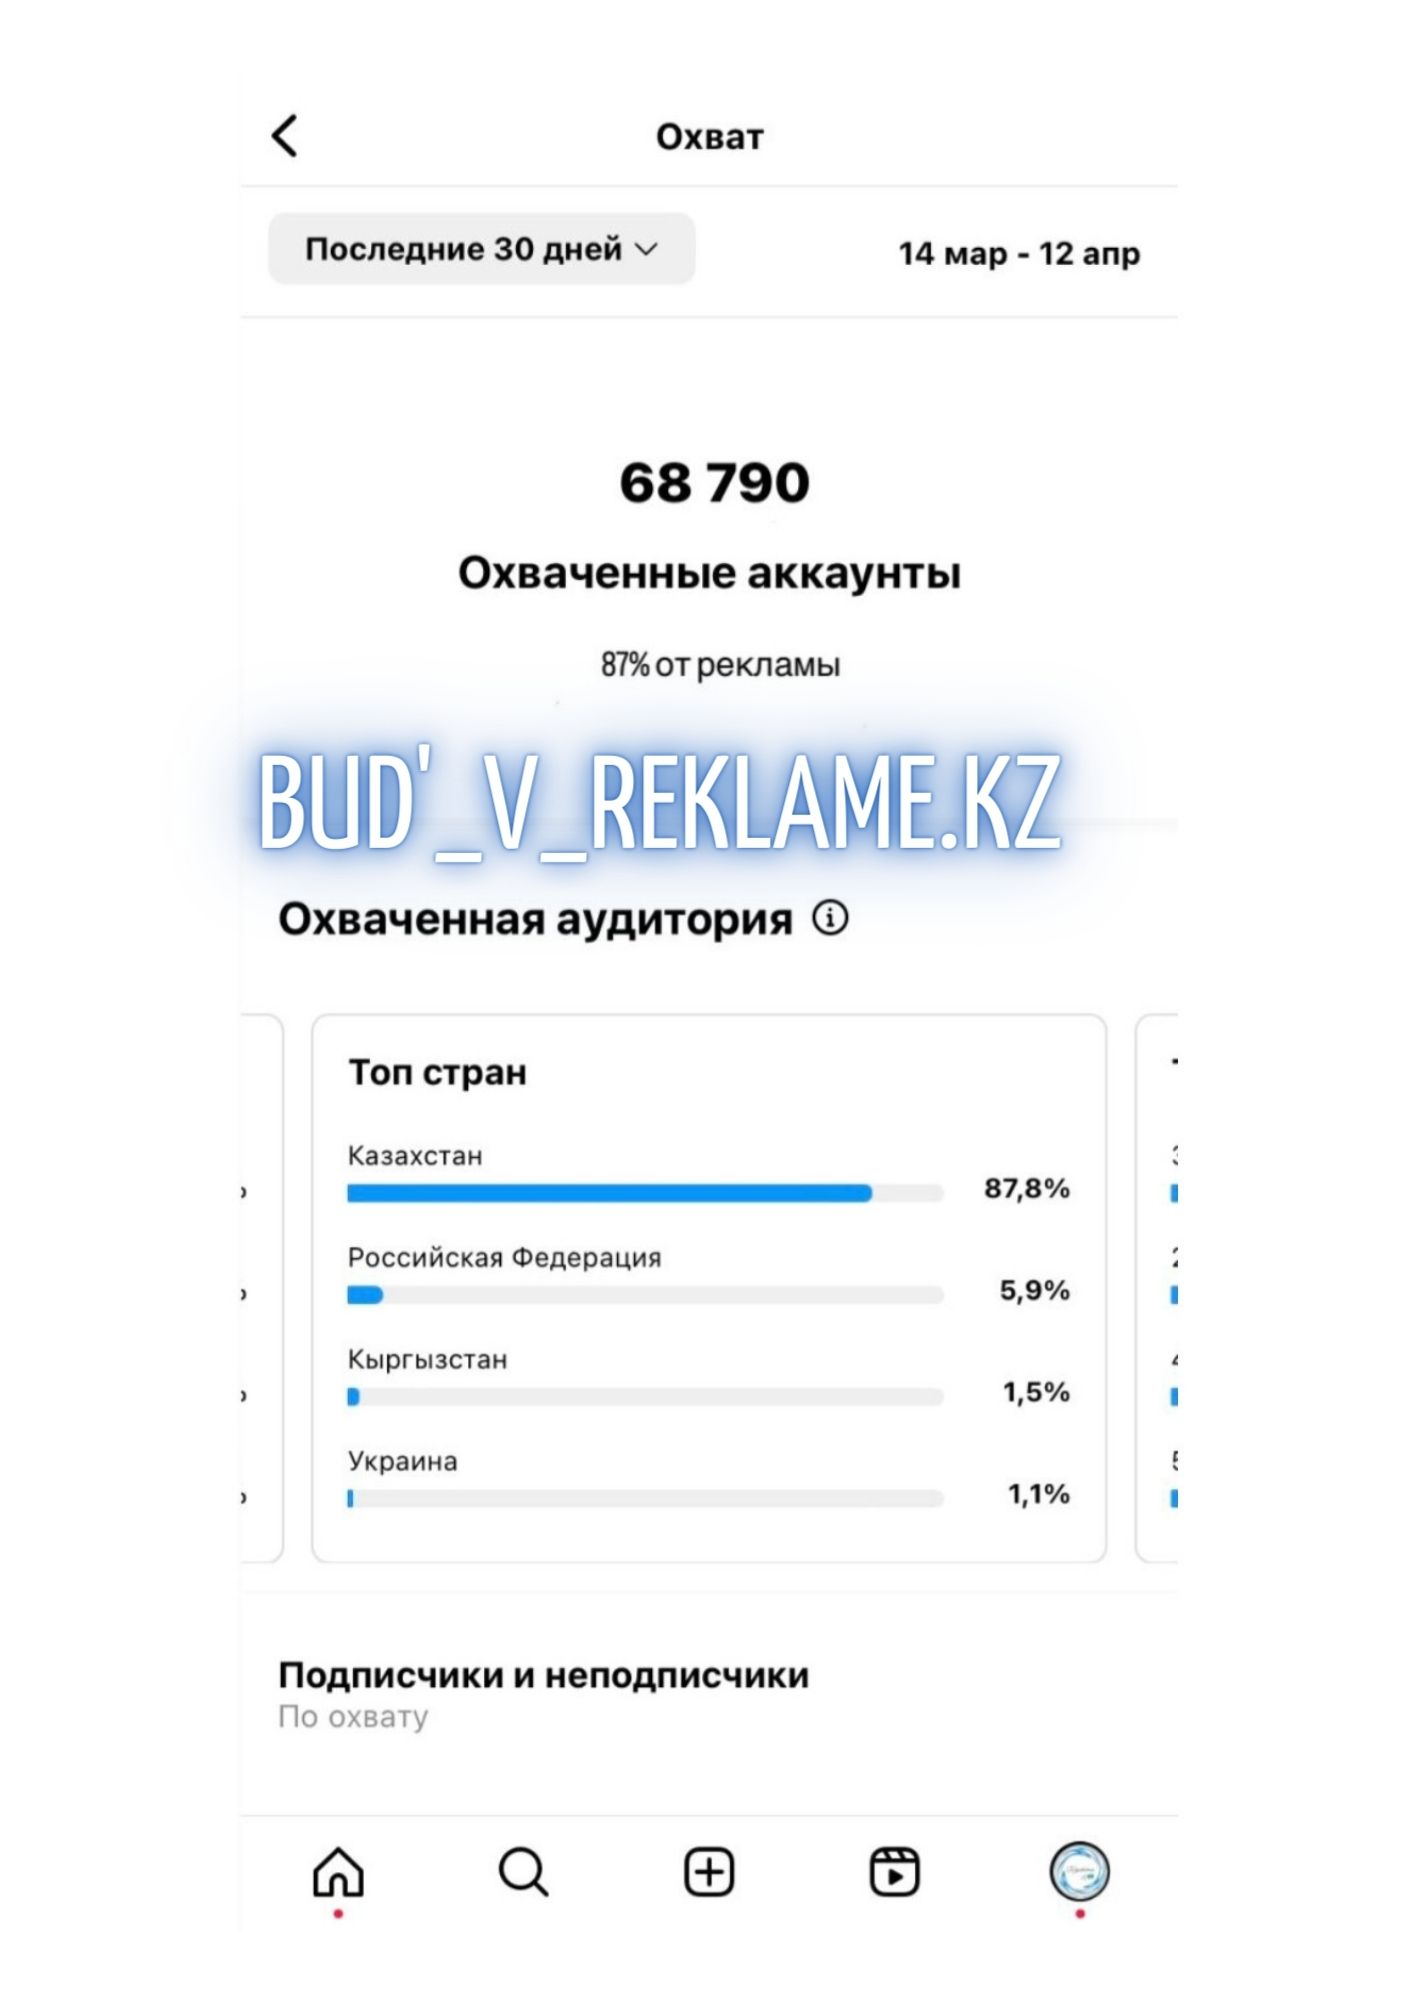 Охват
Последние 30 дней
14 мар - 12 апр
68 790
Охваченные аккаунты
87% от рекламы
BUD'_V_REKLAME.KZ
Охваченная аудитория
Топ стран
Казахстан
87,8%
Российская Федерация
5,9%
Кыргызстан
1,5%
Украина
1,1%
Подписчики и неподписчики
По охвату